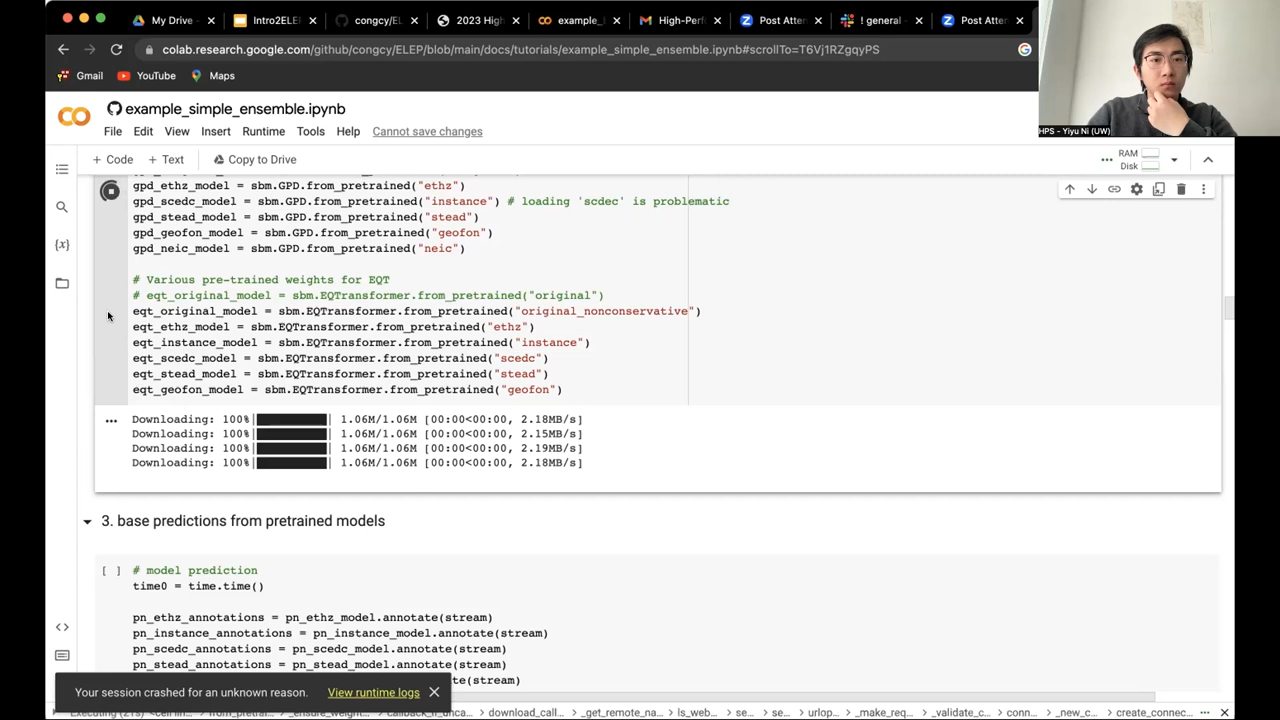 My Drive -
Intro2ELEP
congcy/EL
2023 High
example_
High-Perf
Post Atten
! general -
Post Atten
colab.research.google.com/github/congcy/ELEP/blob/main/docs/tutorials/example_simple_ensemble.ipynb#scrollTo=T6Vj1RZgqyPS
Gmail YouTube Maps
HPS - Yiyu Ni (UW)
example_simple_ensemble.ipynb
File Edit View Insert Runtime Tools Help Cannot save changes
+ Code + Text Copy to Drive
RAM
Disk
gpd_ethz_model = sbm.GPD.from_pretrained("ethz")
gpd_scedc_model = sbm.GPD.from_pretrained("instance") # loading 'scdec' is problematic
gpd_stead_model = sbm.GPD.from_pretrained("stead")
gpd_geofon_model = sbm.GPD.from_pretrained("geofon")
gpd_neic_model = sbm.GPD.from_pretrained("neic")
# Various pre-trained weights for EQT
# eqt_original_model = sbm.EQTransformer.from_pretrained("original")
eqt_original_model = sbm.EQTransformer.from_pretrained("original_nonconservative")
eqt_ethz_model = sbm.EQTransformer.from_pretrained("ethz")
eqt_instance_model = sbm.EQTransformer.from_pretrained("instance")
eqt_scedc_model = sbm.EQTransformer.from_pretrained("scedc")
eqt_stead_model = sbm.EQTransformer.from_pretrained("stead")
eqt_geofon_model = sbm.EQTransformer.from_pretrained("geofon")
Downloading: 100%| | 1.06M/1.06M [00:00<00:00, 2.18MB/s]
Downloading: 100%| | 1.06M/1.06M [00:00<00:00, 2.15MB/s]
Downloading: 100%| | 1.06M/1.06M [00:00<00:00, 2.19MB/s]
Downloading: 100%| | 1.06M/1.06M [00:00<00:00, 2.18MB/s]
3. base predictions from pretrained models
[ ] # model prediction
time0 = time.time()
pn_ethz_annotations = pn_ethz_model.annotate(stream)
pn_instance_annotations = pn_instance_model.annotate(stream)
pn_scedc_annotations = pn_scedc_model.annotate(stream)
pn_stead_annotations = pn_stead_model.annotate(stream)
te(stream)
Your session crashed for an unknown reason. View runtime logs
download_call... _get_remote_na... ls_web... se... se... urlop... _make_req... _validate_c... conn... _new_c... create_connec...